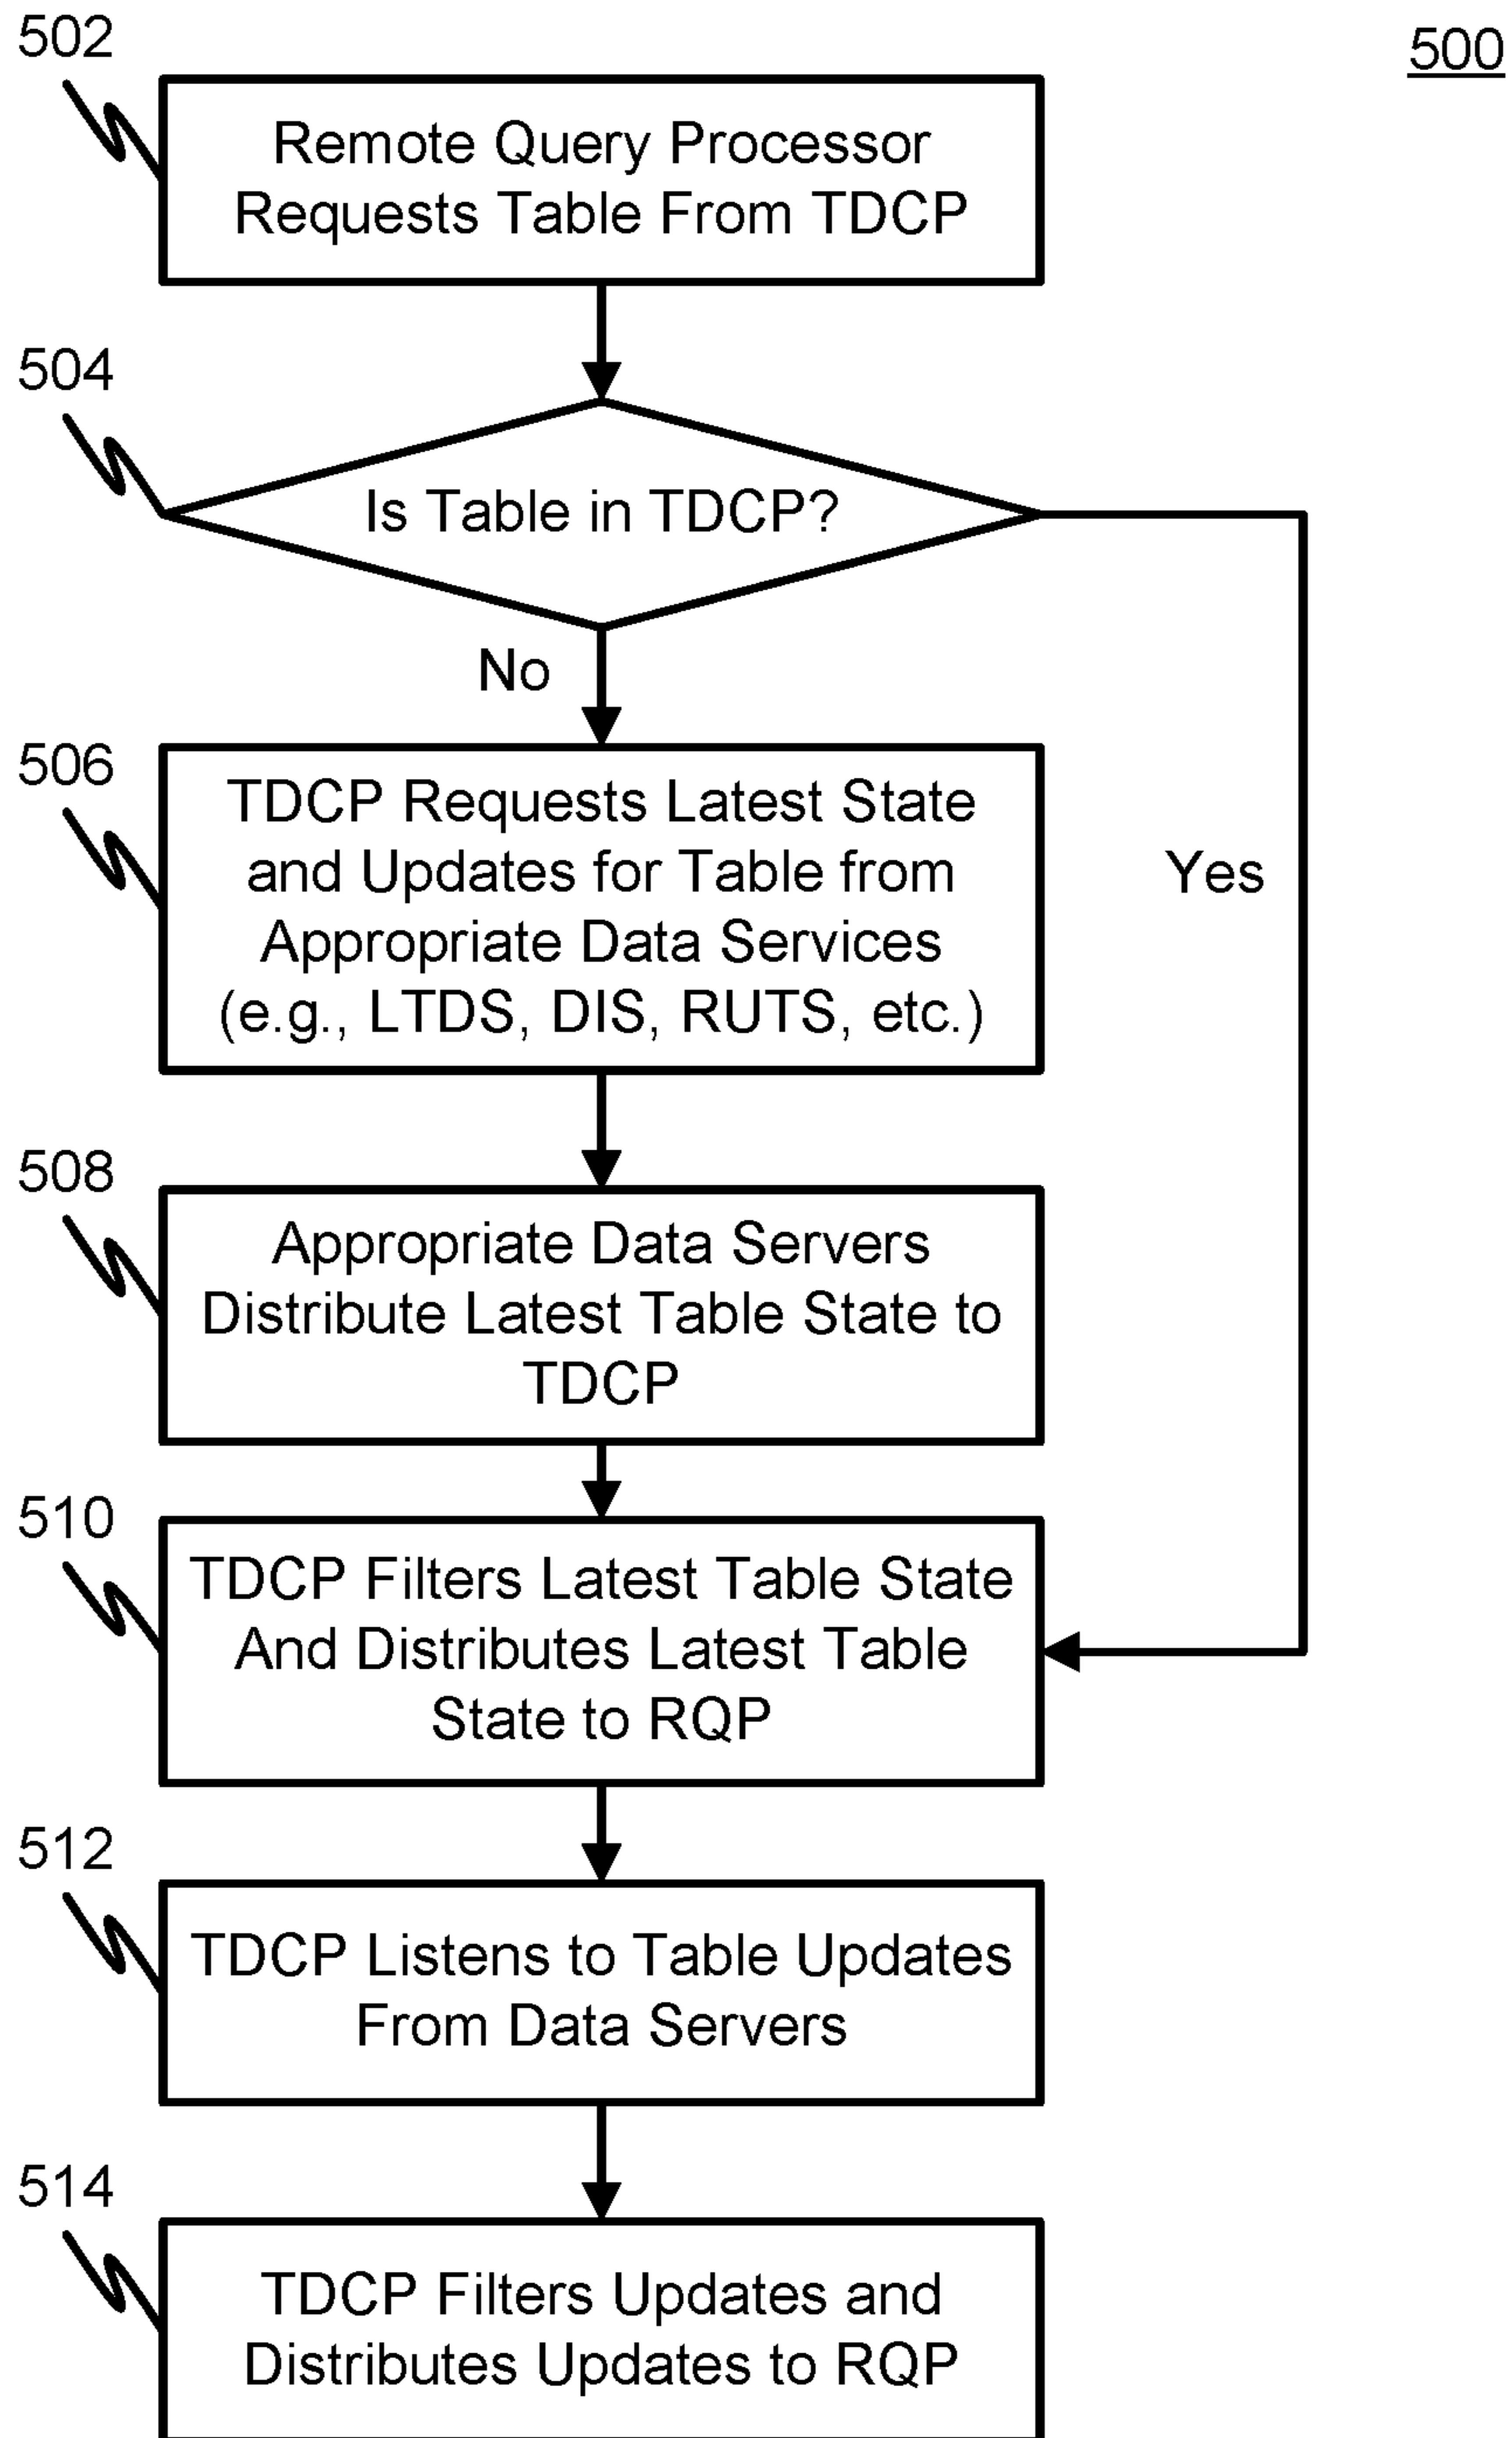 502
500
Remote Query Processor
Requests Table From TDCP
504
Is Table in TDCP?
No
506
TDCP Requests Latest State
and Updates for Table from
Appropriate Data Services
(e.g., LTDS, DIS, RUTS, etc.)
Yes
508
Appropriate Data Servers
Distribute Latest Table State to
TDCP
510
TDCP Filters Latest Table State
And Distributes Latest Table
State to RQP
512
TDCP Listens to Table Updates
From Data Servers
514
TDCP Filters Updates and
Distributes Updates to RQP